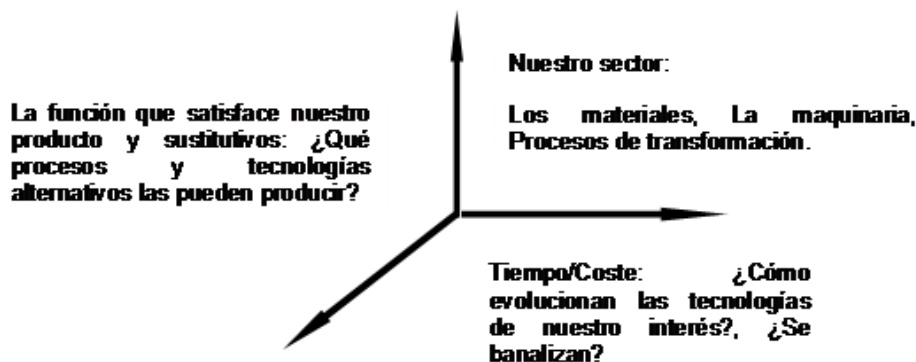 Nuestro sector:
Los materiales, La maquinaria,
Procesos de transformación.
La función que satisface nuestro
producto y sustitutivos: ¿Qué
procesos y tecnologías
alternativos las pueden producir?
Tiempo/Coste: ¿Cómo
evolucionan las tecnologías
de nuestro interés?, ¿Se
banalizan?